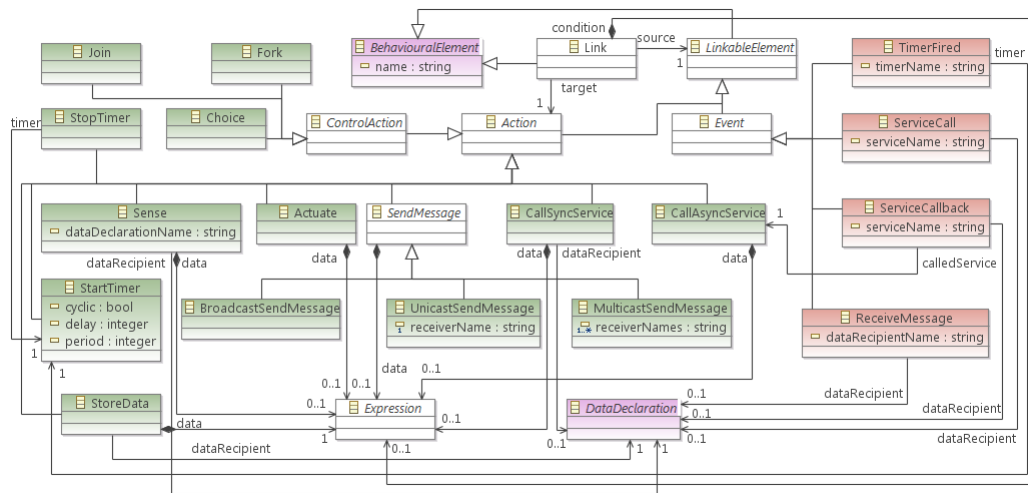 condition
source
Join
Fork
BehaviouralElement
name : string
Link
LinkableElement
1
TimerFired
timerName : string
timer
target
1
timer
StopTimer
Choice
ControlAction
Action
Event
ServiceCall
serviceName : string
Sense
dataDeclarationName : string
Actuate
SendMessage
CallSyncService
CallAsyncService
1
ServiceCallback
serviceName : string
calledService
dataRecipient
data
data
data
data
dataRecipient
data
StartTimer
cyclic : bool
delay : integer
period : integer
BroadcastSendMessage
UnicastSendMessage
1 receiverName : string
MulticastSendMessage
1..* receiverNames : string
ReceiveMessage
dataRecipientName : string
1
1
data
0..1
0..1
0..1
0..1
dataRecipient
StoreData
data
0..1
1
Expression
0..1
0..1
DataDeclaration
0..1
0..1
0..1
dataRecipient
dataRecipient
1
1